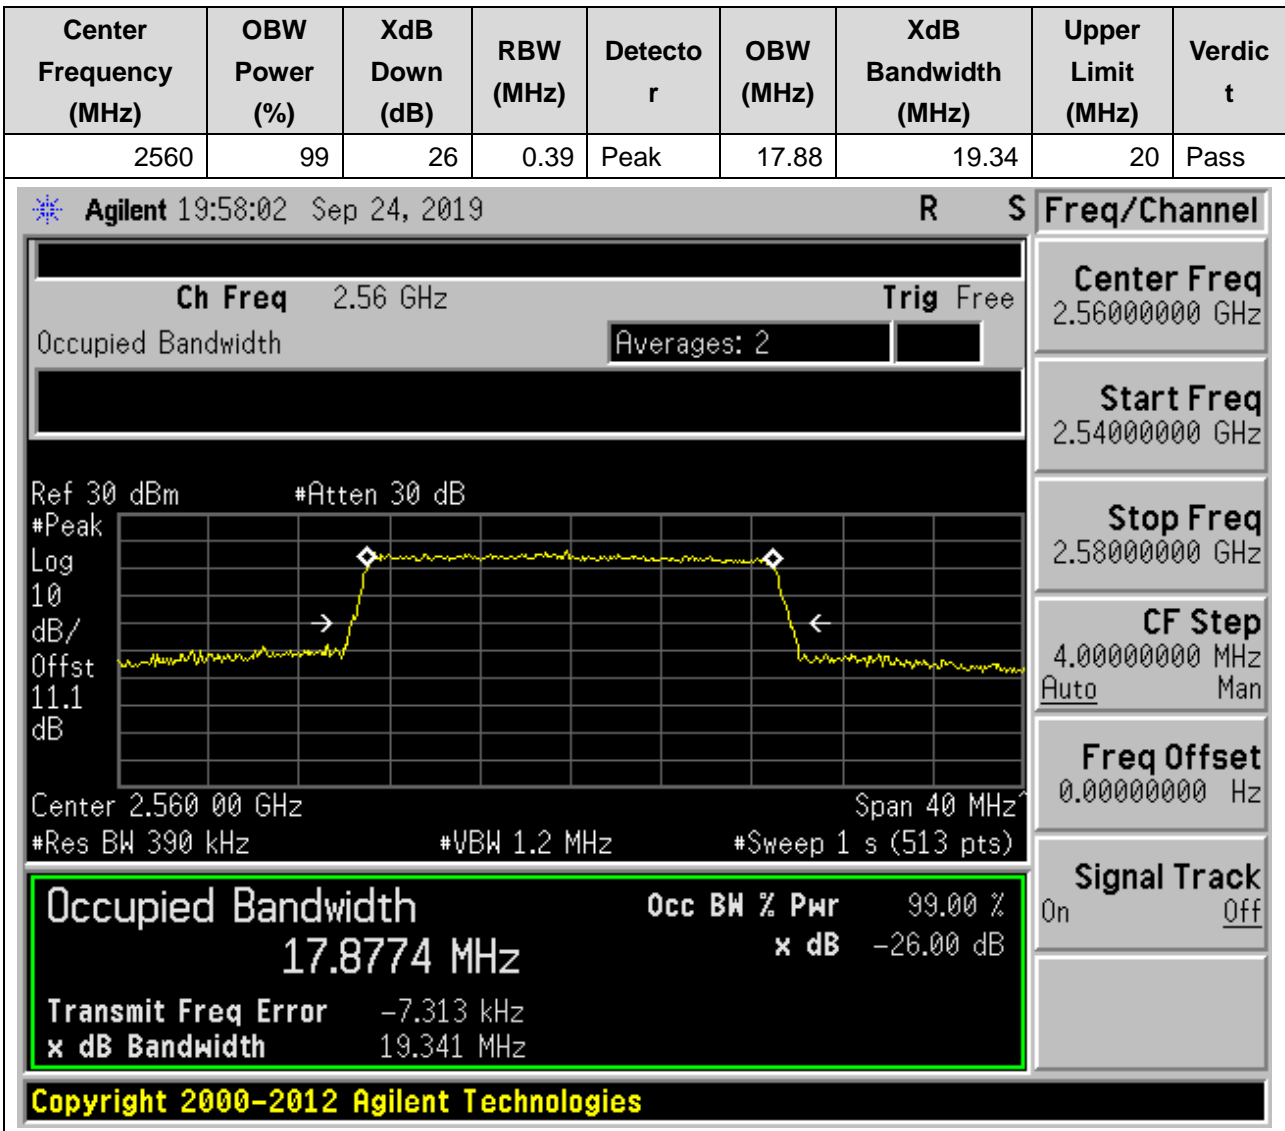 Center Frequency (MHz) OBW Power (%) XdB Down (dB) RBW (MHz) Detecto r OBW (MHz) XdB Bandwidth (MHz) Upper Limit (MHz) Verdic t
2560 99 26 0.39 Peak 17.88 19.34 20 Pass
Agilent 19:58:02 Sep 24, 2019 R S
Ch Freq 2.56 GHz Trig Free
Occupied Bandwidth Averages: 2
Ref 30 dBm #Atten 30 dB
#Peak
Log
10
dB/
Offst
11.1
dB
Center 2.560 00 GHz Span 40 MHz^
#Res BW 390 kHz #VBW 1.2 MHz #Sweep 1 s (513 pts)
Occupied Bandwidth Occ BW % Pwr 99.00 %
17.8774 MHz x dB -26.00 dB
Transmit Freq Error -7.313 kHz
x dB Bandwidth 19.341 MHz
Copyright 2000-2012 Agilent Technologies
Freq/Channel
Center Freq
2.56000000 GHz
Start Freq
2.54000000 GHz
Stop Freq
2.58000000 GHz
CF Step
4.00000000 MHz
Auto Man
Freq Offset
0.00000000 Hz
Signal Track
On Off